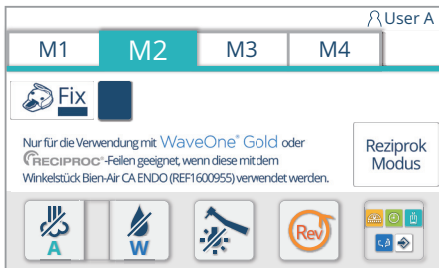 User A
M1 M2 M3 M4
Fix
Nur für die Verwendung mit WaveOne® Gold oder
RECIPROC®-Feilen geeignet, wenn diese mit dem
Winkelstück Bien-Air CA ENDO (REF1600955) verwendet werden.
Reziprok
Modus
A
W
Rev